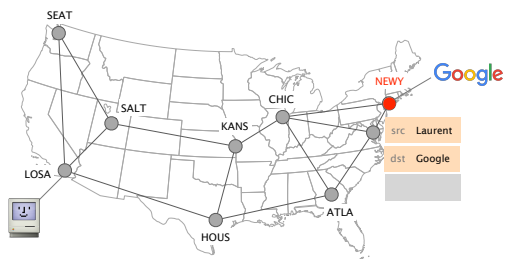 SEAT
Google
NEWY
CHIC
SALT
KANS
src Laurent
dst Google
LOSA
ATLA
HOUS